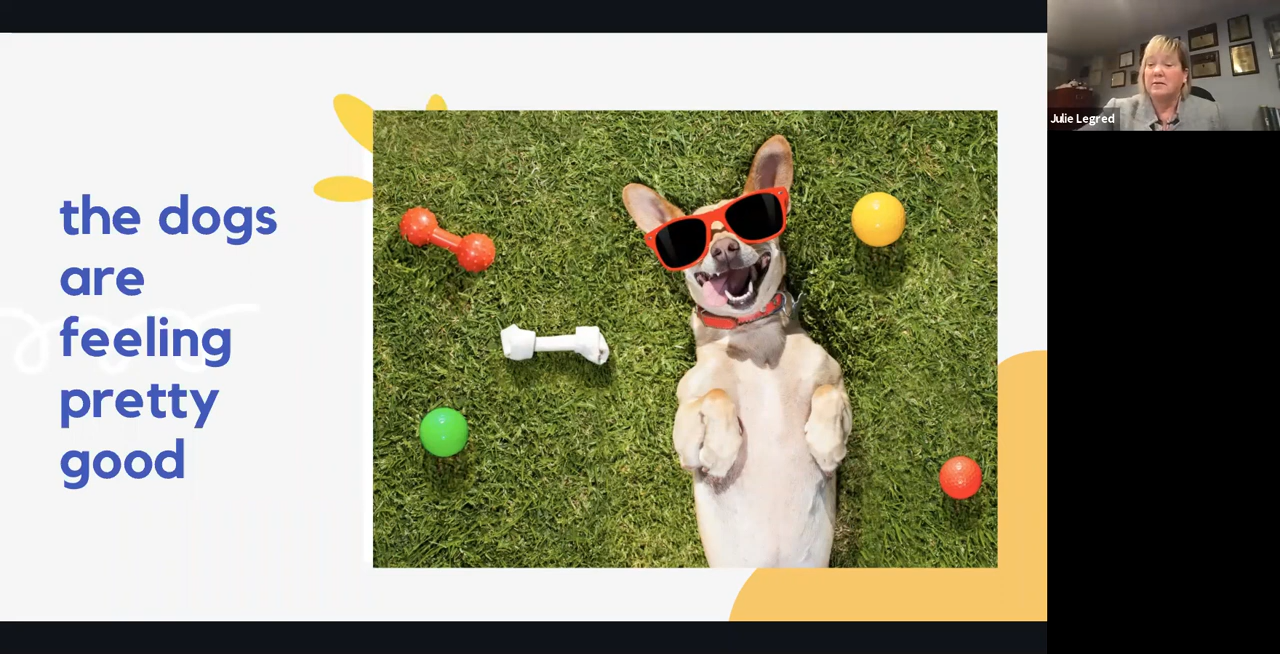 the dogs
are
feeling
pretty
good
Julie Legred